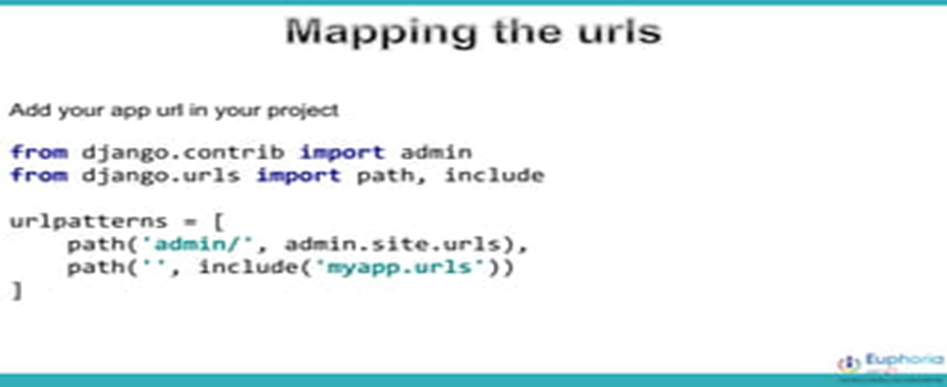 Mapping the urls
Add your app url in your project
from django.contrib import admin
from django.urls import path, include
urlpatterns = [
path('admin/', admin.site.urls),
path('', include('myapp.urls'))
]
Euphoria